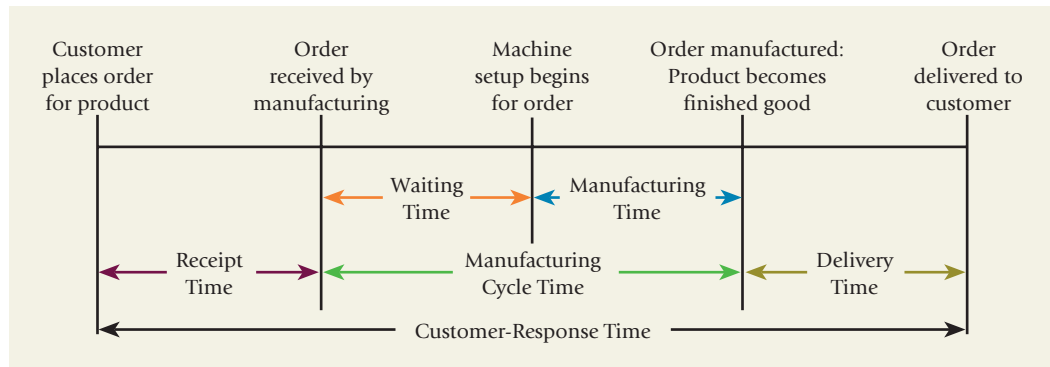 Customer
places order
for product
Order
received by
manufacturing
Machine
setup begins
for order
Order manufactured:
Product becomes
finished good
Order
delivered to
customer
Waiting
Time
Manufacturing
Time
Receipt
Time
Manufacturing
Cycle Time
Delivery
Time
Customer-Response Time